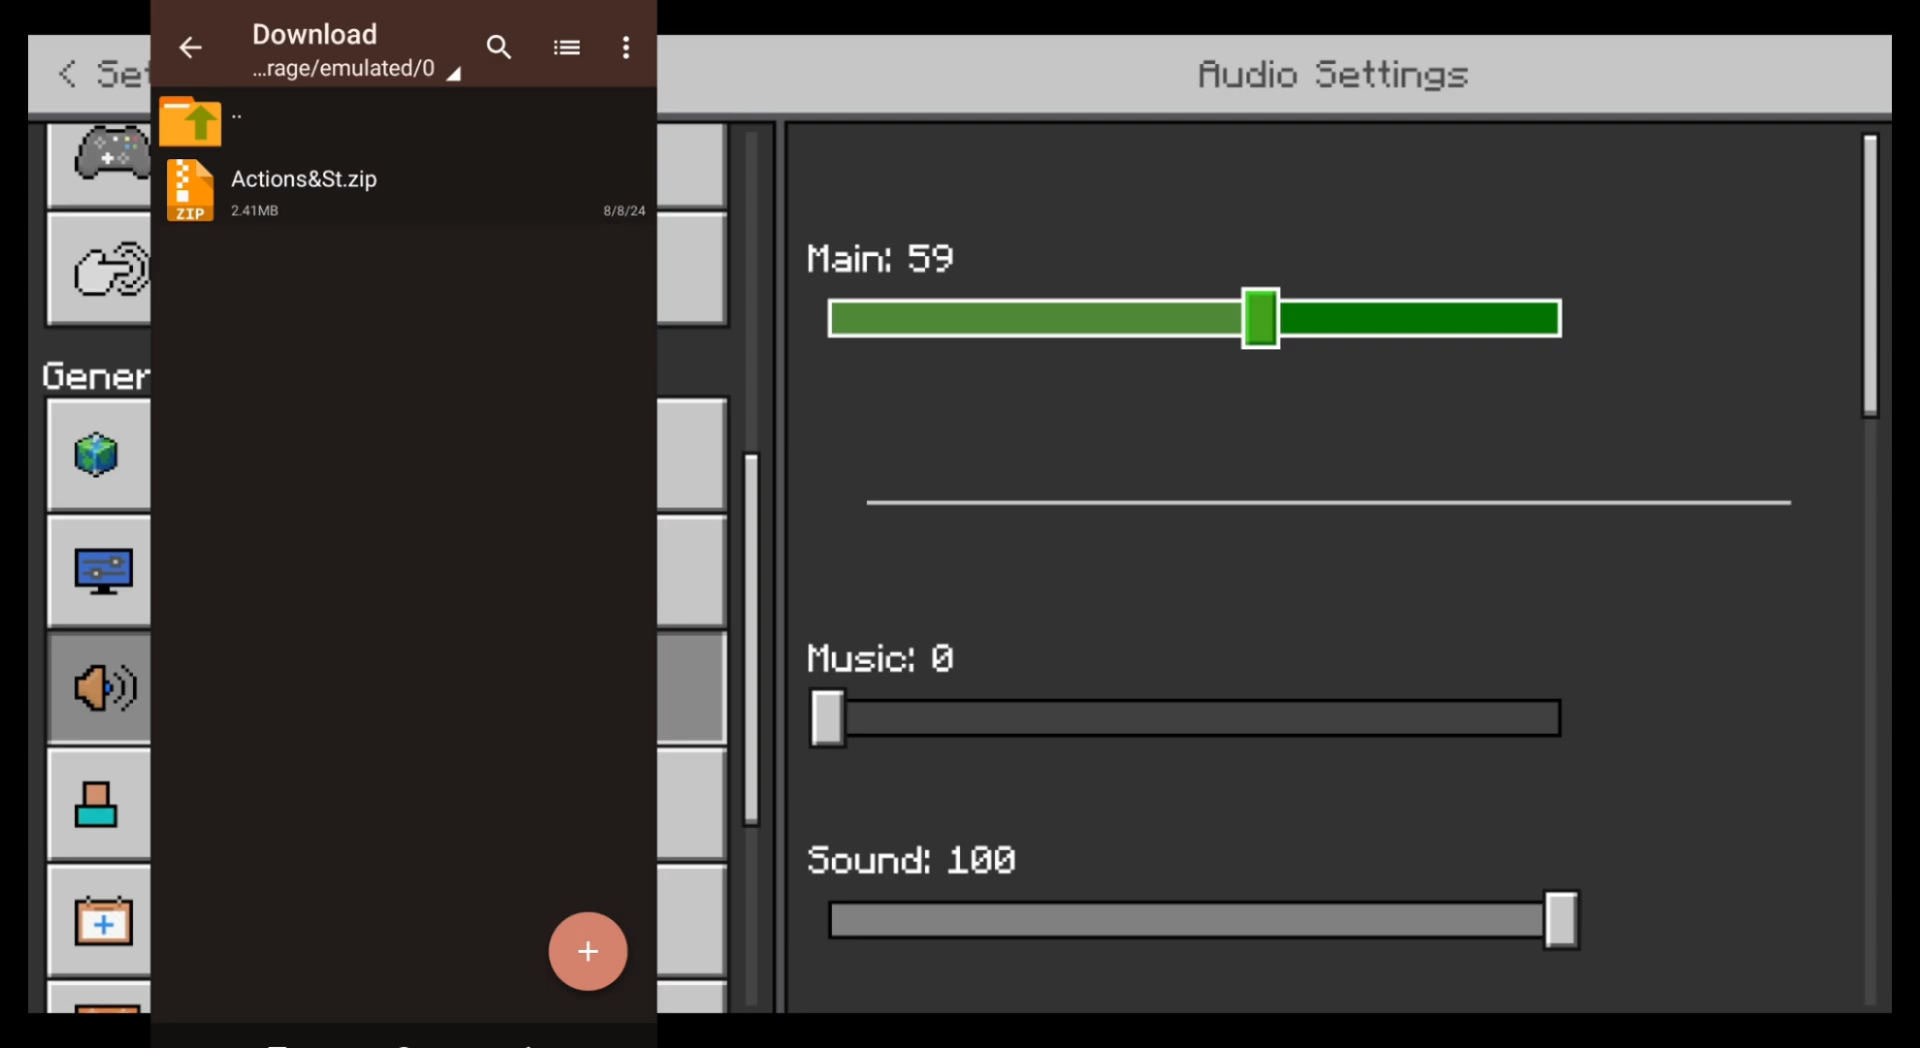 Download
...rage/emulated/0
..
Actions&St.zip
2.41MB
8/8/24
ZIP
< Set
Gener
Audio Settings
Main: 59
Music: 0
Sound: 100